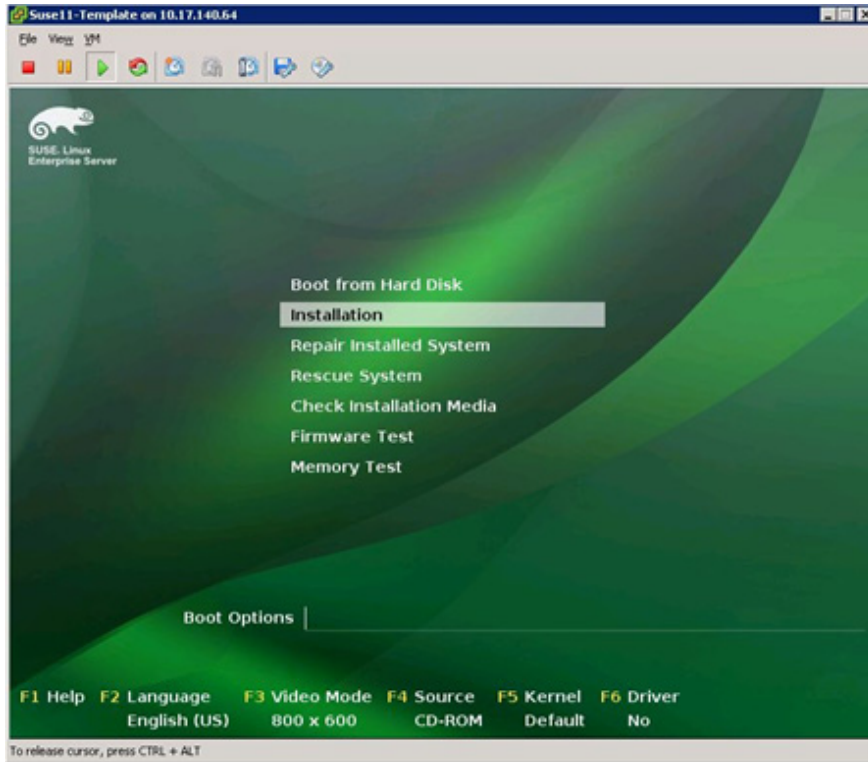 Suse11-Template on 10.17.140.64
File View VM
SUSE. Linux
Enterprise Server
Boot from Hard Disk
Installation
Repair Installed System
Rescue System
Check Installation Media
Firmware Test
Memory Test
Boot Options
F1 Help F2 Language F3 Video Mode F4 Source F5 Kernel F6 Driver
English (US) 800 x 600 CD-ROM Default No
To release cursor, press CTRL + ALT